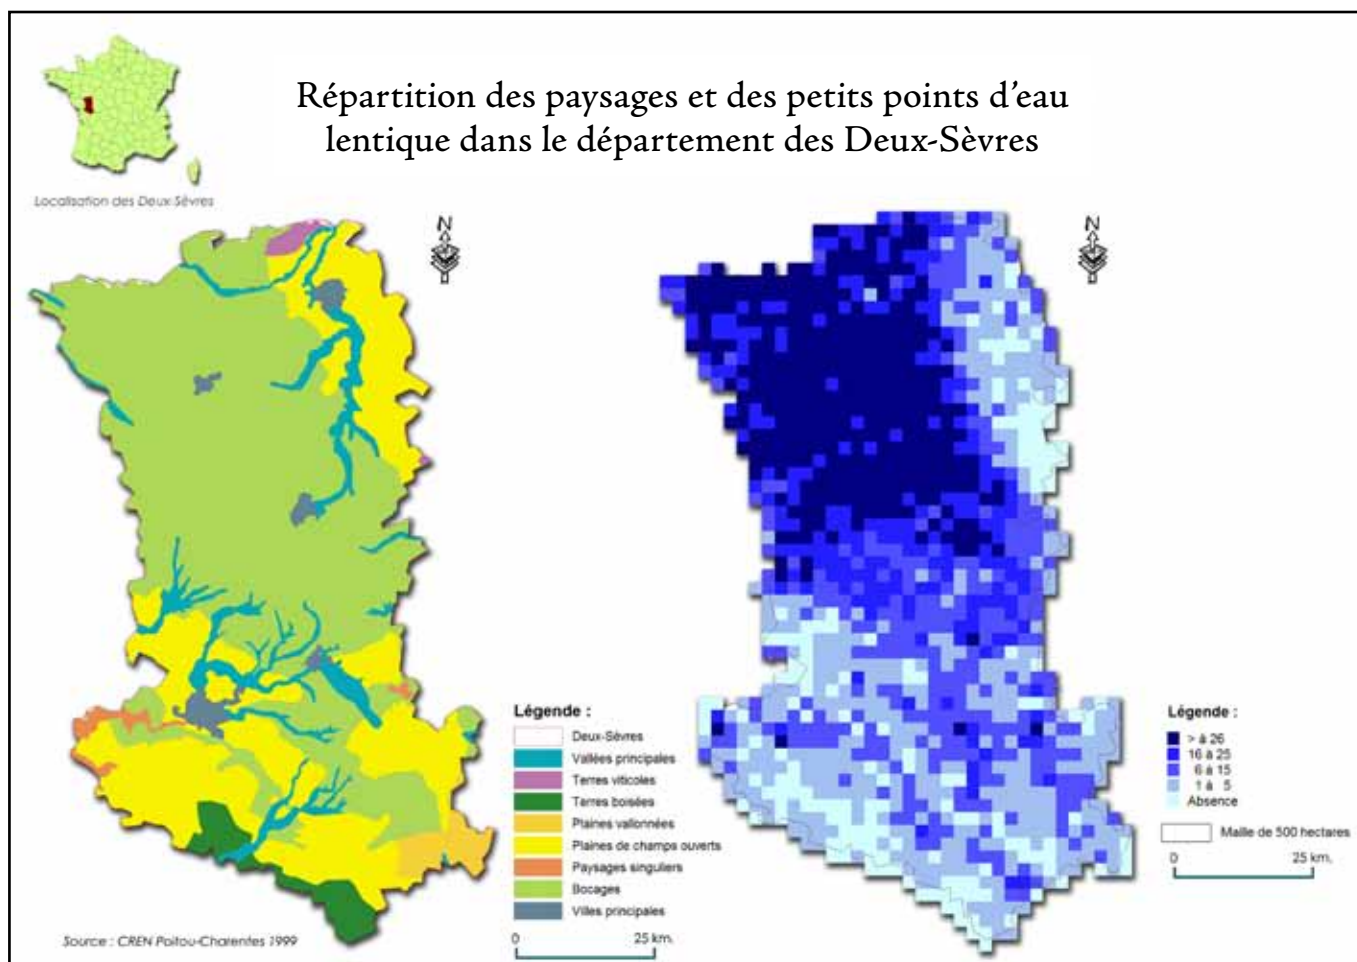 Répartition des paysages et des petits points d'eau
lentique dans le département des Deux-Sèvres
Localisation des Deux-Sèvres
N
N
Légende :
Deux-Sèvres
Vallées principales
Terres viticoles
Terres boisées
Plaines vallonnées
Plaines de champs ouverts
Paysages singuliers
Bocages
Villes principales
0 25 km.
Source : CREN Poitou-Charentes 1999
Légende :
> à 26
16 à 25
6 à 15
1 à 5
Absence
Maille de 500 hectares
0 25 km.